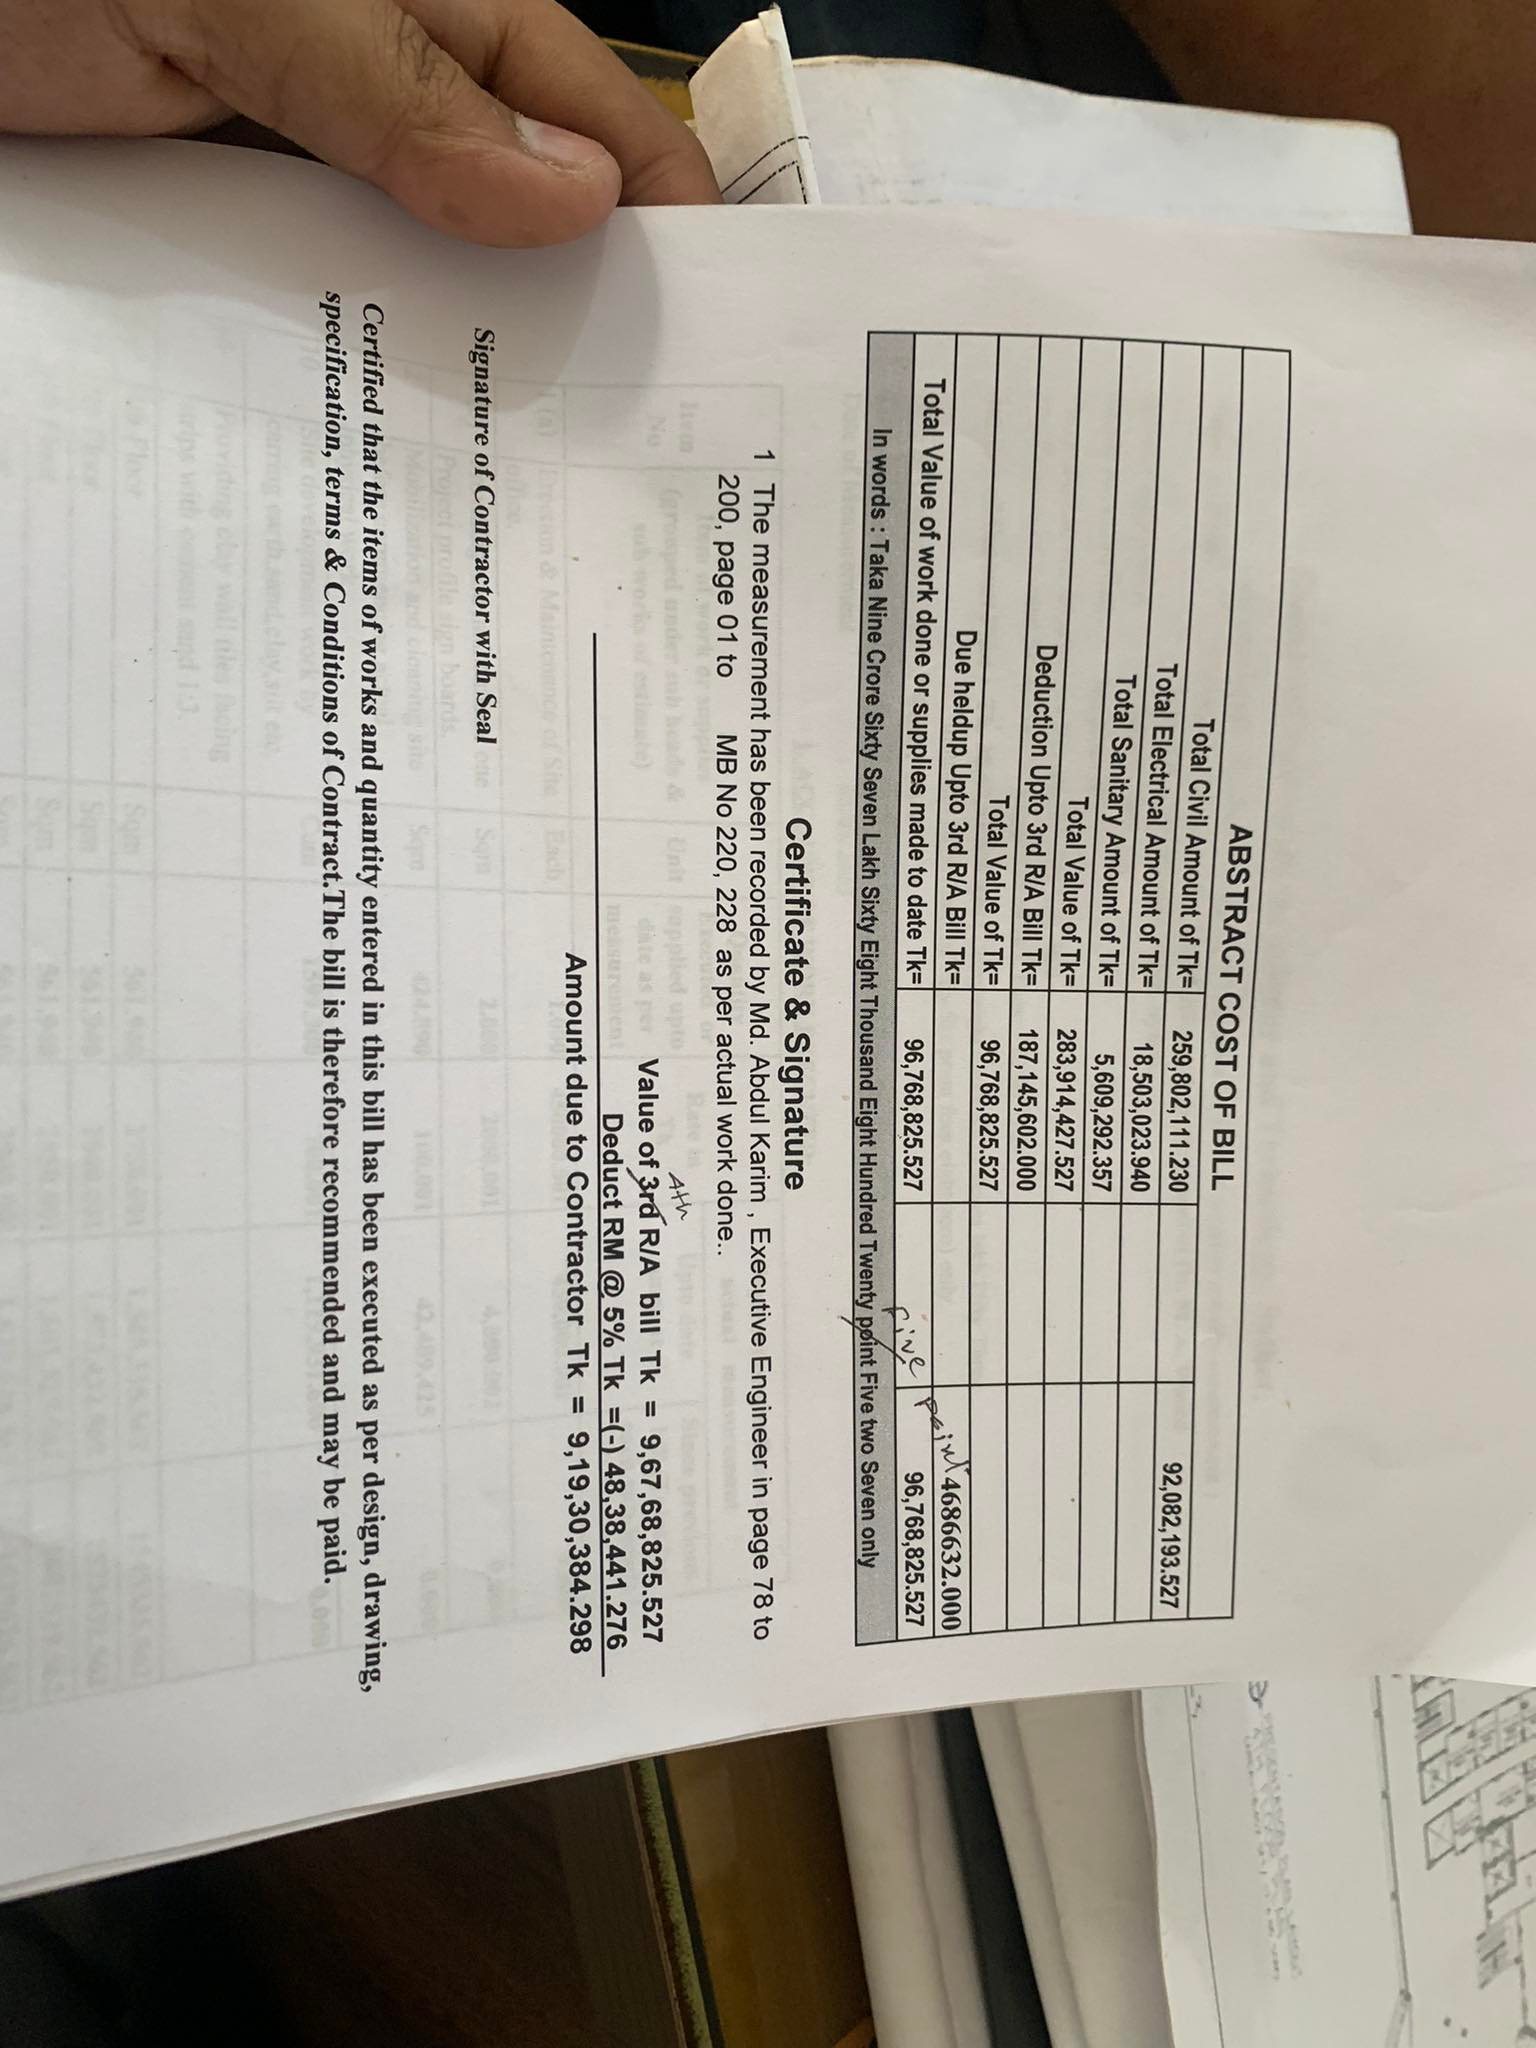 ABSTRACT COST OF BILL
Total Civil Amount of Tk= 259,802,111.230 92,082,193.527
Total Electrical Amount of Tk= 18,503,023.940
Total Sanitary Amount of Tk= 5,609,292.357
Total Value of Tk= 283,914,427.527
Deduction Upto 3rd R/A Bill Tk= 187,145,602.000
Total Value of Tk= 96,768,825.527
Due heldup Upto 3rd R/A Bill Tk= 4686632.000
Total Value of work done or supplies made to date Tk= 96,768,825.527 96,768,825.527
Five point
In words : Taka Nine Crore Sixty Seven Lakh Sixty Eight Thousand Eight Hundred Twenty point Five two Seven only
Certificate & Signature
1 The measurement has been recorded by Md. Abdul Karim , Executive Engineer in page 78 to
200, page 01 to MB No 220, 228 as per actual work done..
4th
Value of 3rd R/A bill Tk = 9,67,68,825.527
Deduct RM @ 5% Tk =(-) 48,38,441.276
Amount due to Contractor Tk = 9,19,30,384.298
Signature of Contractor with Seal
Certified that the items of works and quantity entered in this bill has been executed as per design, drawing,
specification, terms & Conditions of Contract.The bill is therefore recommended and may be paid.